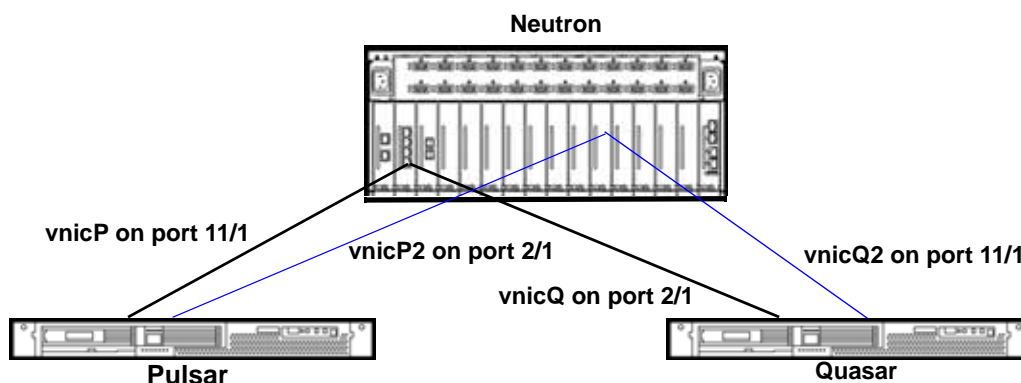 Neutron
vnicP on port 11/1
vnicP2 on port 2/1
vnicQ2 on port 11/1
vnicQ on port 2/1
Pulsar
Quasar